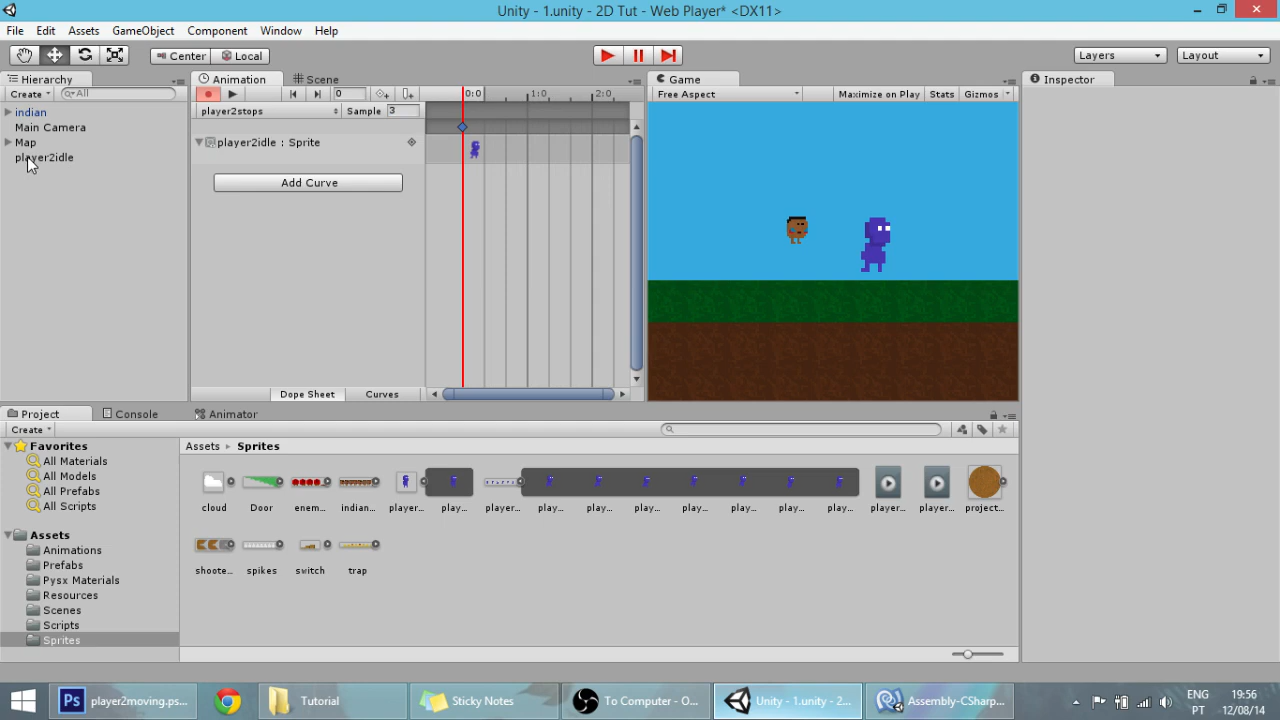 Unity - 1.unity - 2D Tut - Web Player* <DX11>
File Edit Assets GameObject Component Window Help
Center Local Layers Layout
Hierarchy Animation Scene Game Inspector
Create All 0 0:0 1:0 2:0 Free Aspect Maximize on Play Stats Gizmos
indian player2stops Sample 3
Main Camera
Map player2idle : Sprite
player2idle
Add Curve
Dope Sheet Curves
Project Console Animator
Create
Favorites Assets Sprites
All Materials
All Models
All Prefabs
All Scripts
cloud Door enem... indian... player... play... player... play... play... play... play... play... play... play... player... player... project...
Assets
Animations
Prefabs shoote... spikes switch trap
Pysx Materials
Resources
Scenes
Scripts
Sprites
Ps player2moving.ps... Tutorial Sticky Notes To Computer - O... Unity - 1.unity - 2... Assembly-CSharp... ENG 19:56
PT 12/08/14